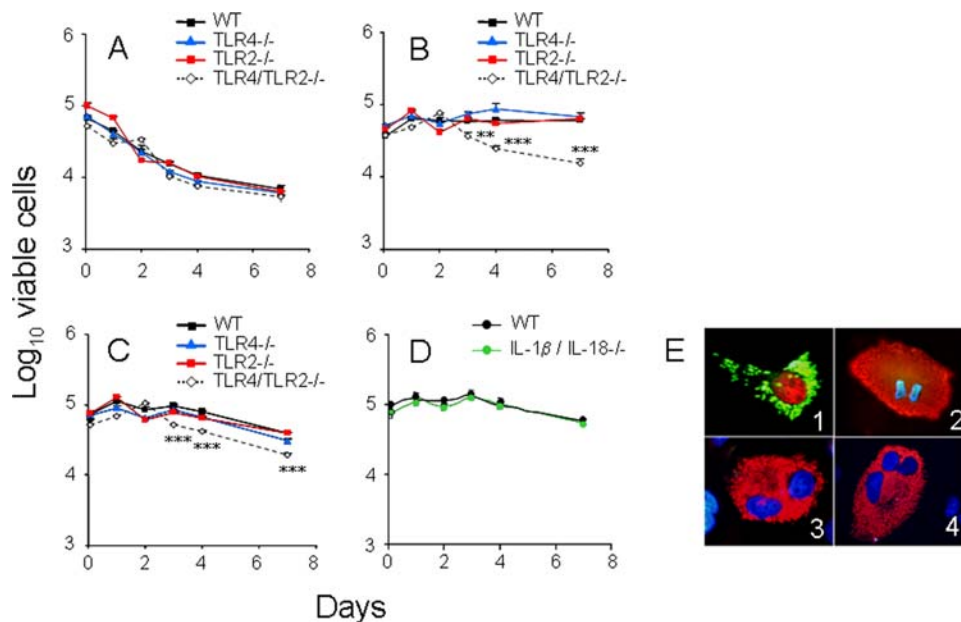 Log10 viable cells
A
WT
TLR4-/-
TLR2-/-
TLR4/TLR2-/-
6
5
4
3
0 2 4 6 8
B
WT
TLR4-/-
TLR2-/-
TLR4/TLR2-/-
6
5
4
3
** *** ***
0 2 4 6 8
C
WT
TLR4-/-
TLR2-/-
TLR4/TLR2-/-
6
5
4
3
*** *** ***
0 2 4 6 8
D
WT
IL-1β / IL-18-/-
6
5
4
3
0 2 4 6 8
Days
E
1 2
3 4